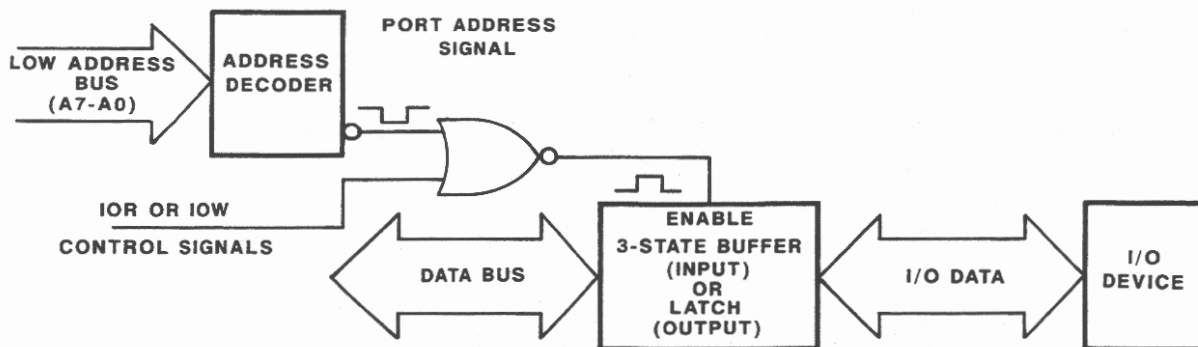 PORT ADDRESS
SIGNAL
LOW ADDRESS
BUS
(A7-A0)
ADDRESS
DECODER
IOR OR IOW
CONTROL SIGNALS
DATA BUS
ENABLE
3-STATE BUFFER
(INPUT)
OR
LATCH
(OUTPUT)
I/O DATA
I/O
DEVICE